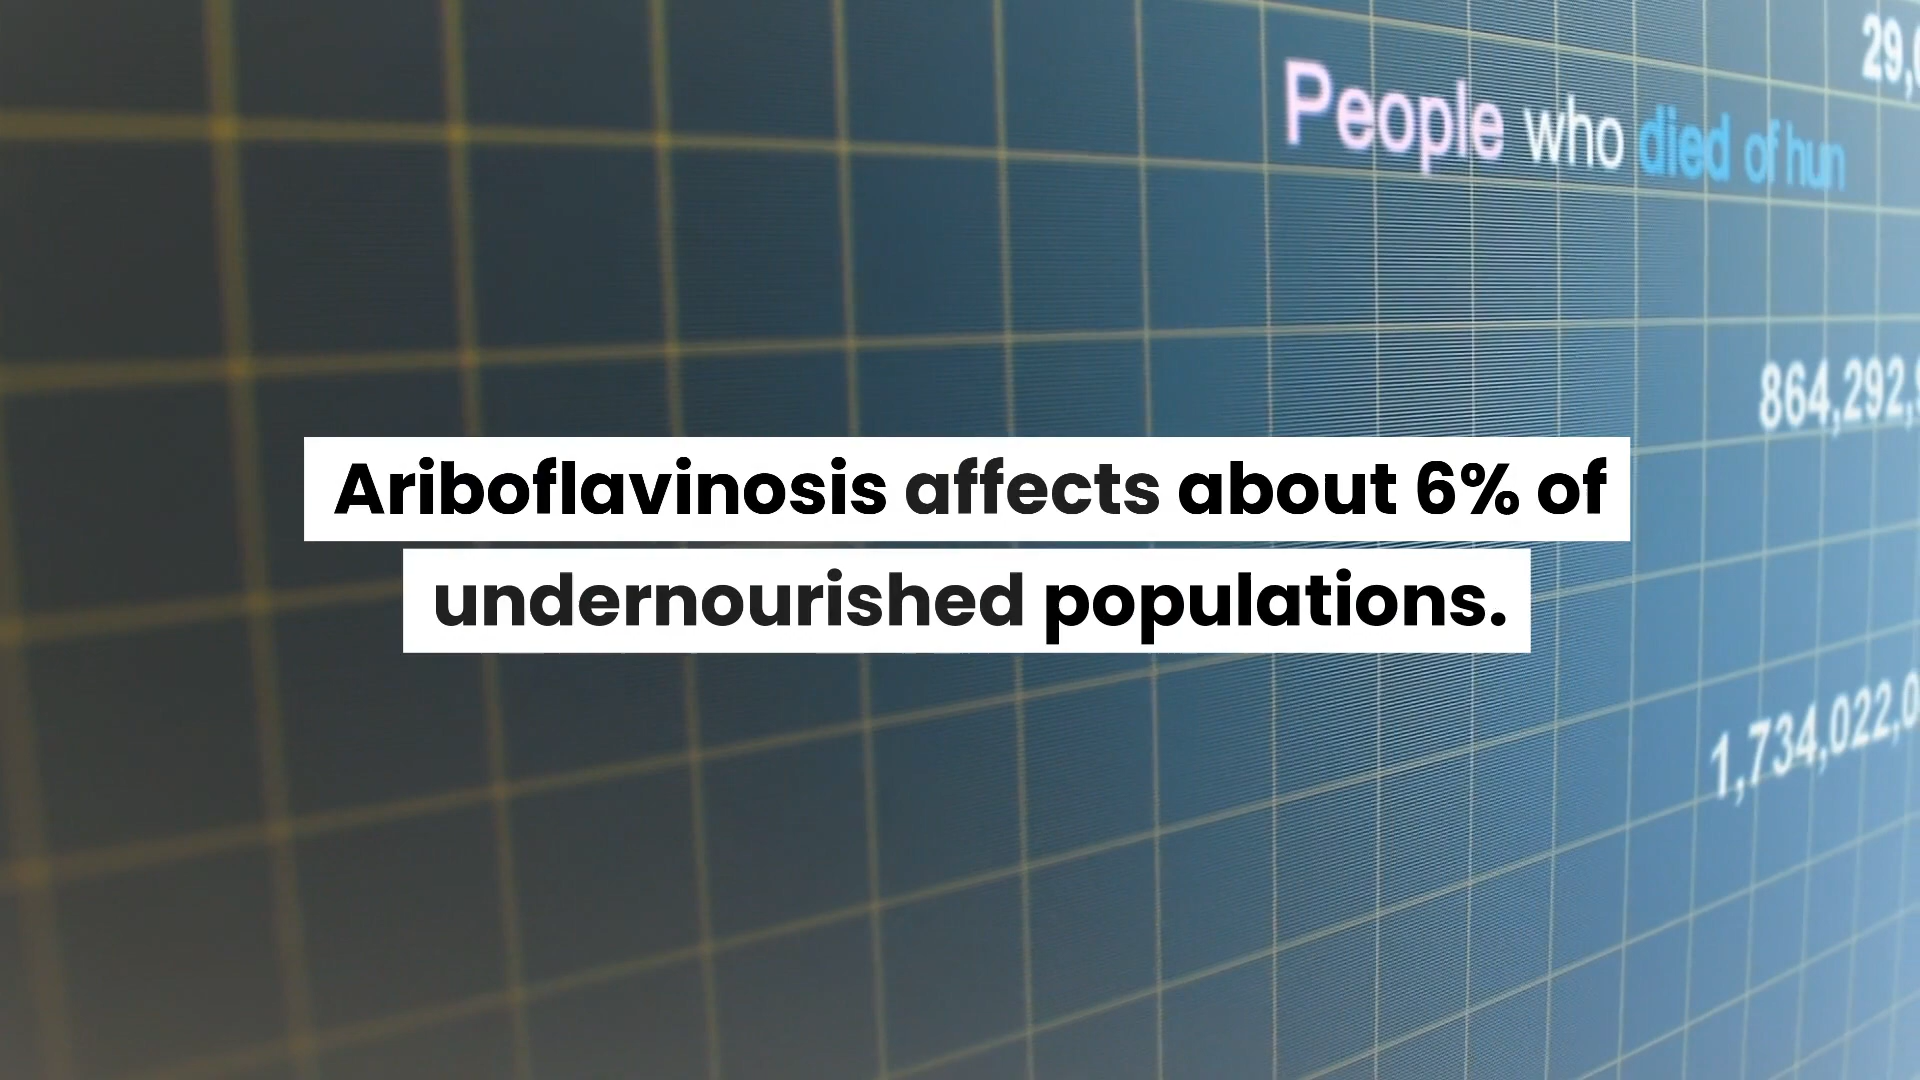 29,
People who died of hun
864,292,
Ariboflavinosis affects about 6% of
undernourished populations.
1,734,022,0